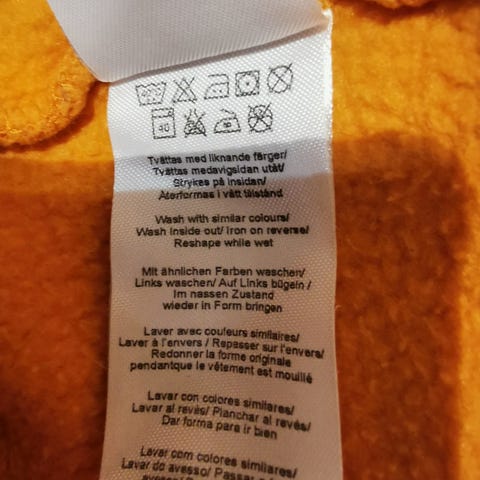 40°C
40
Tvättas med liknande färger/
Tvättas medavigsidan utåt/
Strykes på insidan/
Återformas i vått tillstånd
Wash with similar colours/
Wash inside out/ Iron on reverse/
Reshape while wet
Mit ähnlichen Farben waschen/
Links waschen/ Auf Links bügeln /
Im nassen Zustand
wieder in Form bringen
Laver avec couleurs similaires/
Laver à l'envers / Repasser sur l'envers/
Redonner la forme originale
pendantque le vêtement est mouillé
Lavar con colores similares/
Lavar al revés/ Planchar al revés/
Dar forma para ir bien
Lavar com colores similares/
Lavar do avesso/ Passar a